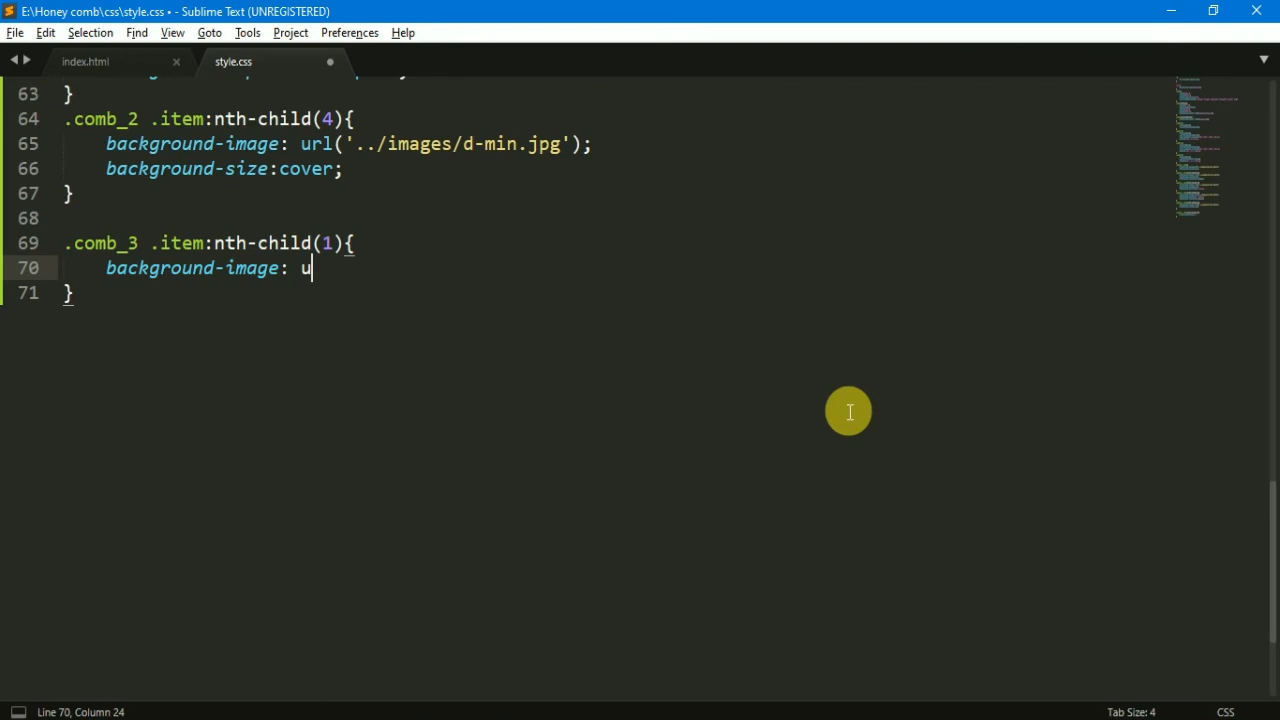 E:\Honey comb\css\style.css • - Sublime Text (UNREGISTERED)
File Edit Selection Find View Goto Tools Project Preferences Help
index.html style.css
63 }
64 .comb_2 .item:nth-child(4){
65 background-image: url('../images/d-min.jpg');
66 background-size:cover;
67 }
68
69 .comb_3 .item:nth-child(1){
70 background-image: u
71 }
Line 70, Column 24 Tab Size: 4 CSS